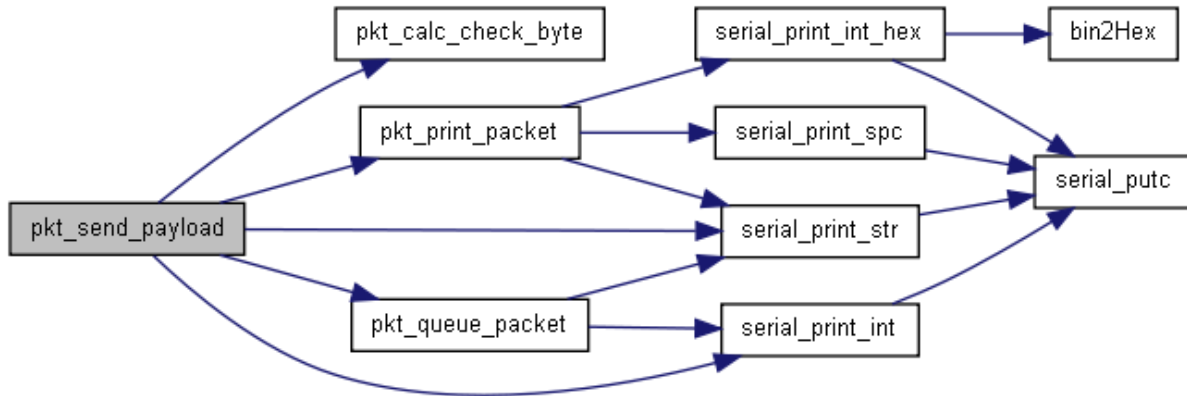 pkt_calc_check_byte
serial_print_int_hex
bin2Hex
pkt_print_packet
serial_print_spc
serial_putc
pkt_send_payload
serial_print_str
pkt_queue_packet
serial_print_int